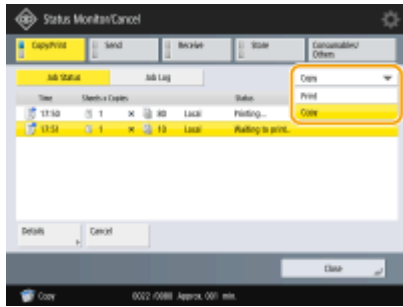 Status Monitor/Cancel
Copy/Print
Send
Receive
Store
Consumables/
Others
Job Status
Job Log
Copy
Print
Copy
Time
Sheets x Copies
Status
17:50 1 × 80 Local Printing...
17:51 1 × 10 Local Waiting to print.
Details
Cancel
Close
Copy
0022 /0080 Approx. 001 min.